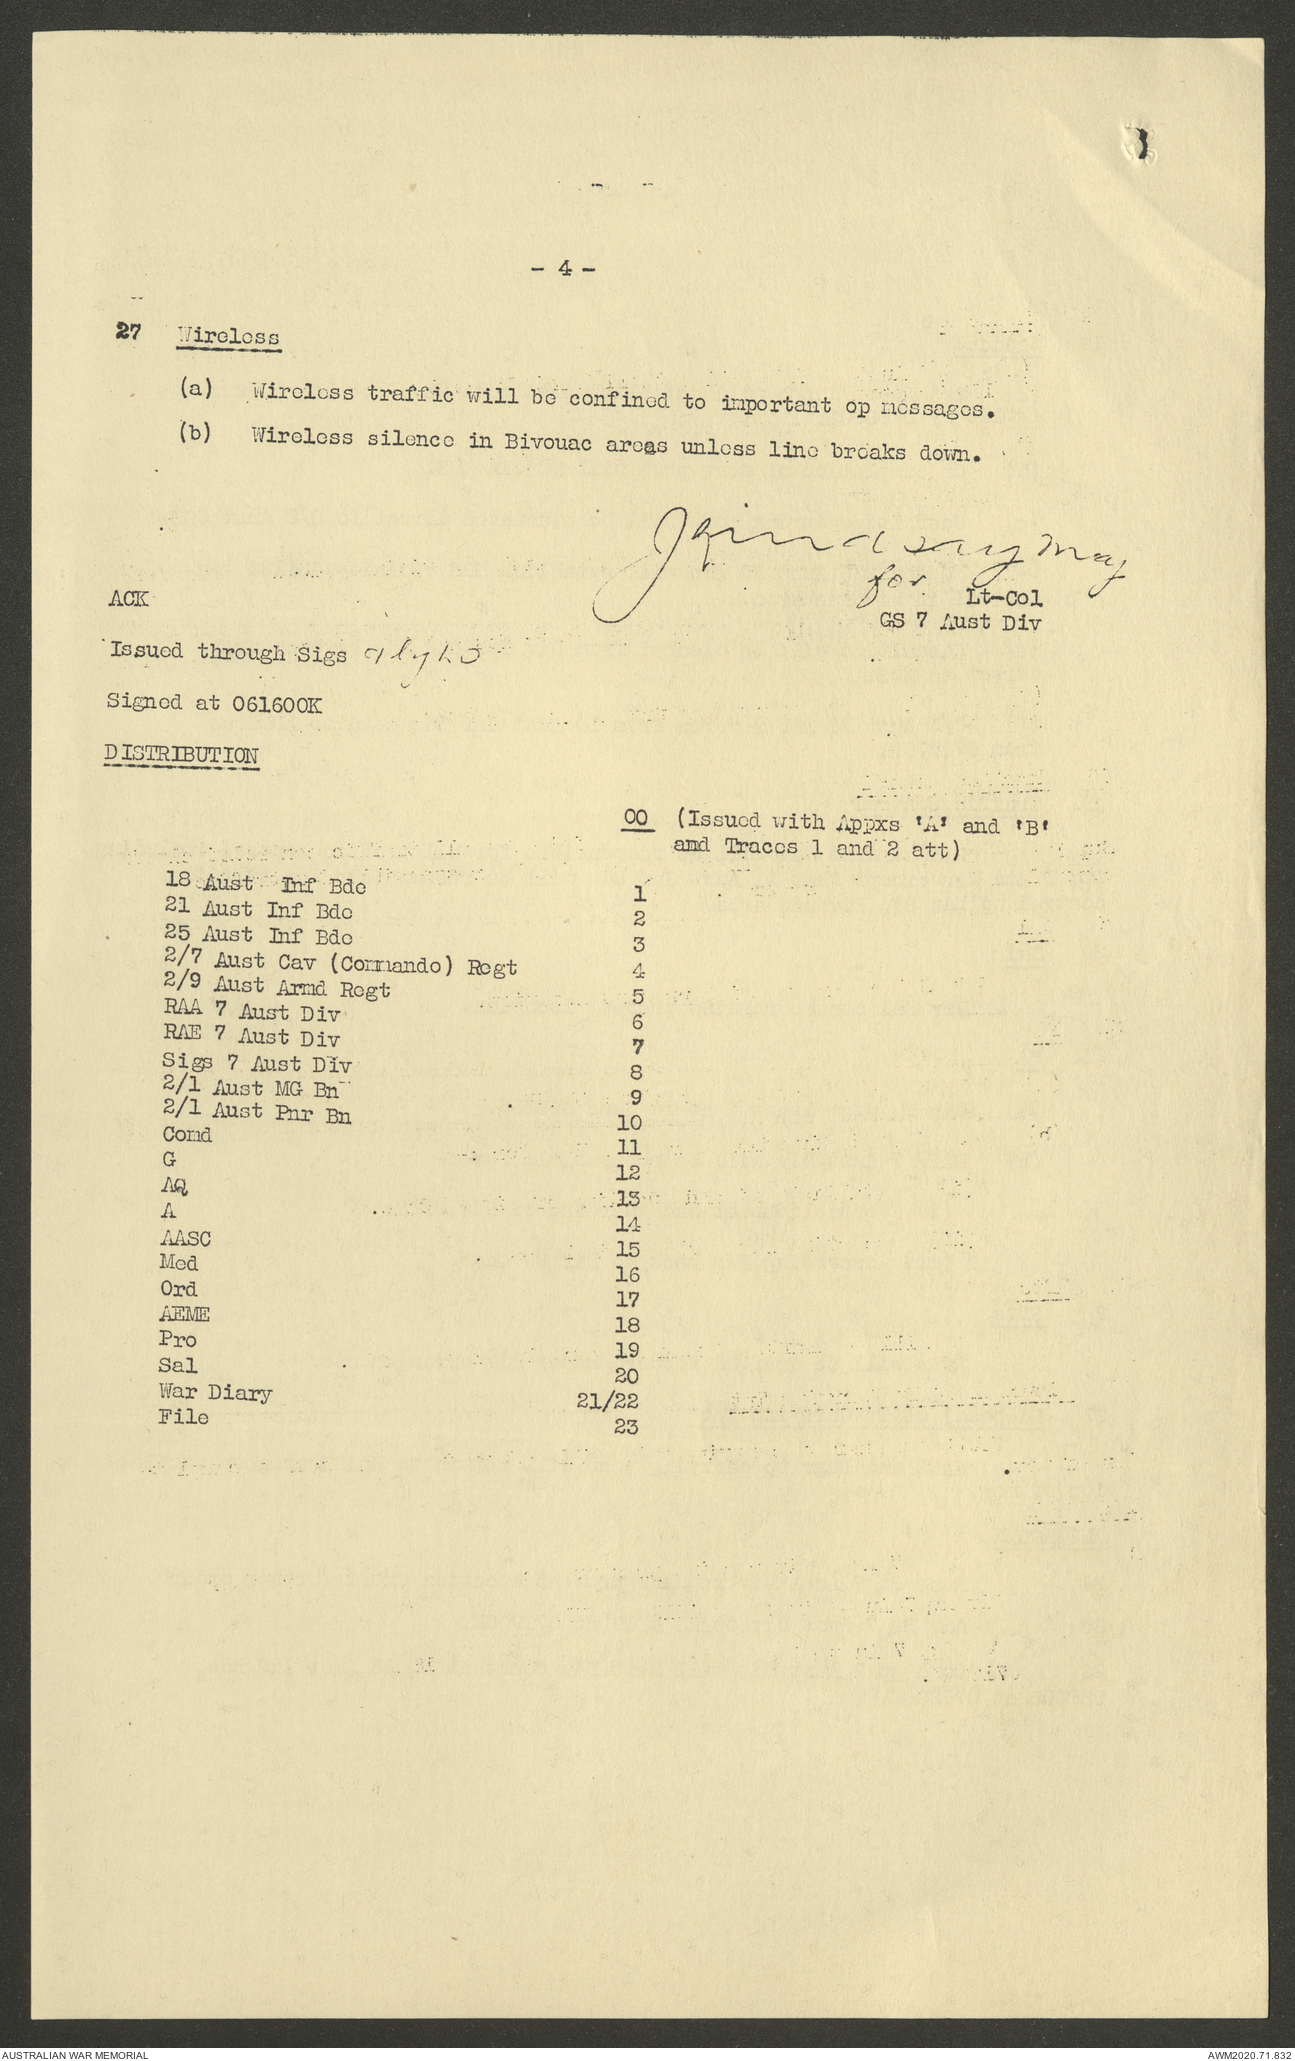 - 4 -
27 Wireless
(a) Wireless traffic will be confined to important op messages.
(b) Wireless silence in Bivouac areas unless line breaks down.
Maj
for Lt-Col
ACK
GS 7 Aust Div
Issued through Sigs
Signed at 061600K
DISTRIBUTION
OO (Issued with Appxs 'A' and 'B'
and Traces 1 and 2 att)
18 Aust Inf Bde 1
21 Aust Inf Bde 2
25 Aust Inf Bde 3
2/7 Aust Cav (Commando) Regt 4
2/9 Aust Armd Regt 5
RAA 7 Aust Div 6
RAE 7 Aust Div 7
Sigs 7 Aust Div 8
2/1 Aust MG Bn 9
2/1 Aust Pnr Bn 10
Comd 11
G 12
AQ 13
A 14
AASC 15
Med 16
Ord 17
AEME 18
Pro 19
Sal 20
War Diary 21/22
File 23
AUSTRALIAN WAR MEMORIAL AWM2020.71.832